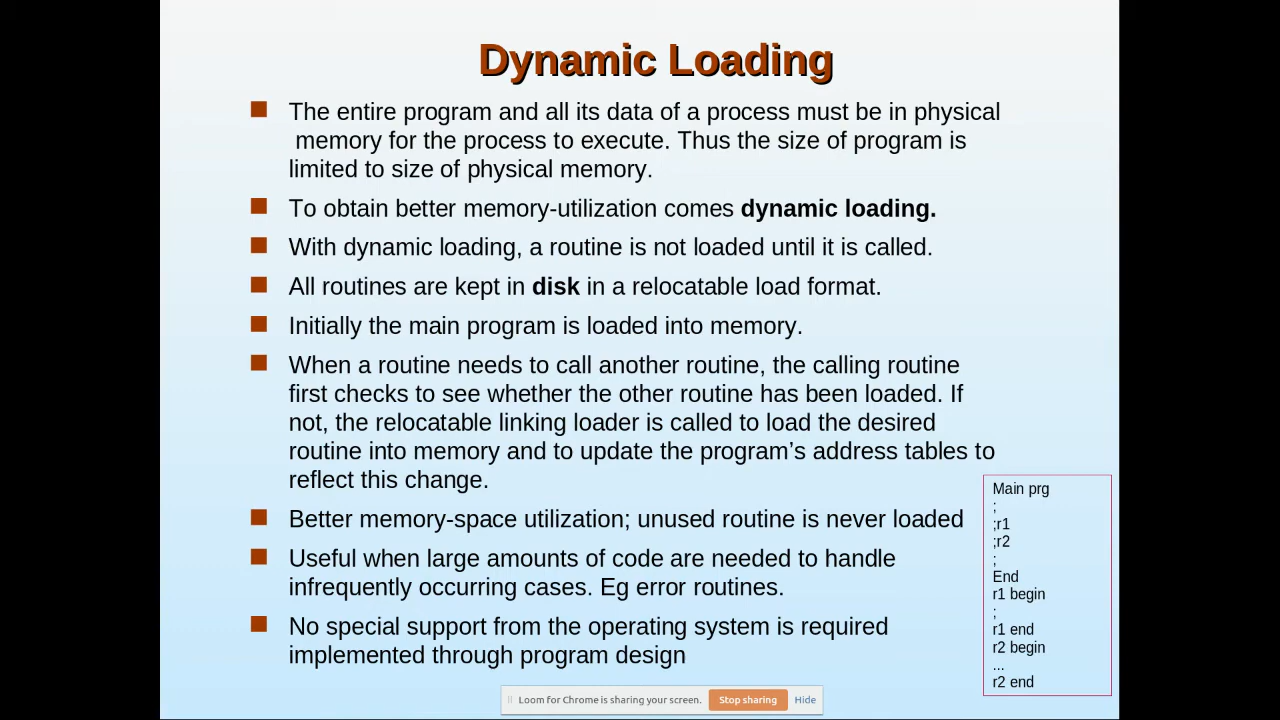 Dynamic Loading
The entire program and all its data of a process must be in physical
memory for the process to execute. Thus the size of program is
limited to size of physical memory.
To obtain better memory-utilization comes dynamic loading.
With dynamic loading, a routine is not loaded until it is called.
All routines are kept in disk in a relocatable load format.
Initially the main program is loaded into memory.
When a routine needs to call another routine, the calling routine
first checks to see whether the other routine has been loaded. If
not, the relocatable linking loader is called to load the desired
routine into memory and to update the program’s address tables to
reflect this change.
Better memory-space utilization; unused routine is never loaded
Useful when large amounts of code are needed to handle
infrequently occurring cases. Eg error routines.
No special support from the operating system is required
implemented through program design
Main prg
;
;r1
;r2
;
End
r1 begin
;
r1 end
r2 begin
...
r2 end
Loom for Chrome is sharing your screen. Stop sharing Hide